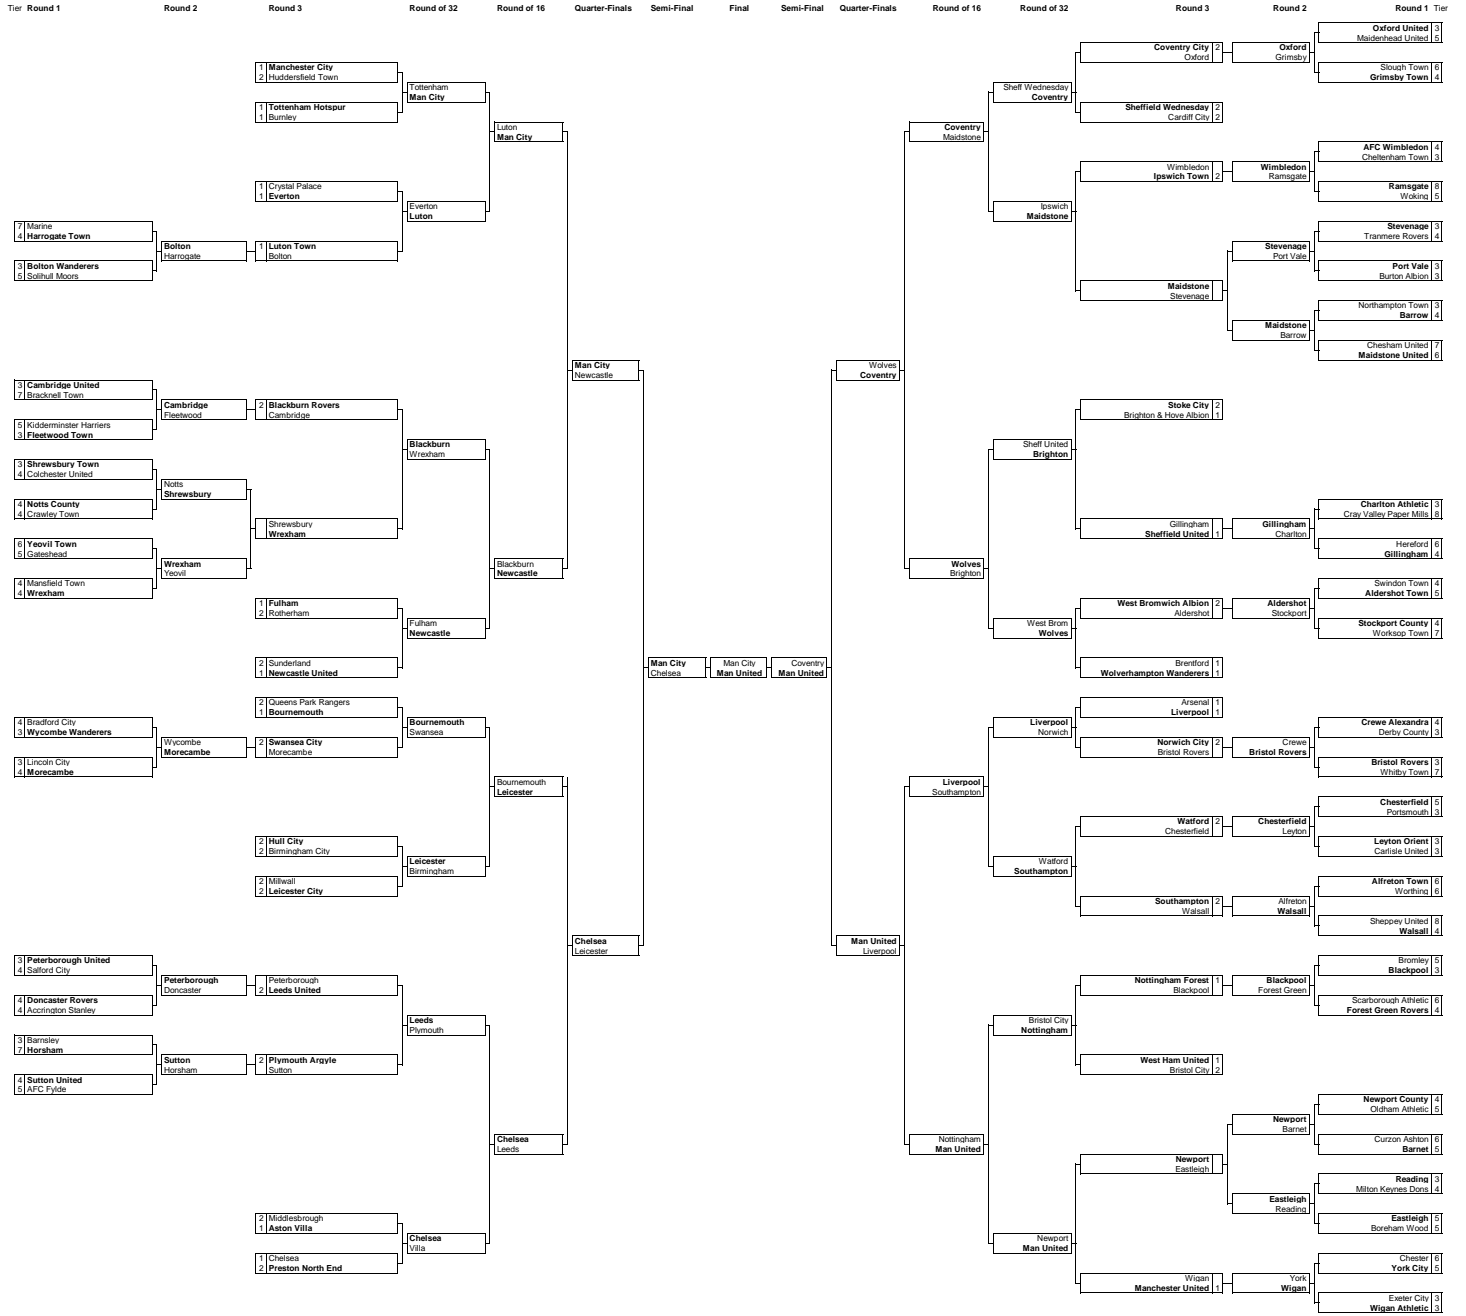 Tier Round 1 Round 2 Round 3 Round of 32 Round of 16 Quarter-Finals Semi-Final Final Semi-Final Quarter-Finals Round of 16 Round of 32 Round 3 Round 2 Round 1 Tier
1 Manchester City
2 Huddersfield Town
1 Tottenham Hotspur
1 Burnley
1 Crystal Palace
1 Everton
7 Marine
4 Harrogate Town
3 Bolton Wanderers
5 Solihull Moors
Bolton
Harrogate
1 Luton Town
Bolton
Tottenham
Man City
Everton
Luton
Luton
Man City
3 Cambridge United
7 Bracknell Town
5 Kidderminster Harriers
3 Fleetwood Town
3 Shrewsbury Town
4 Colchester United
4 Notts County
4 Crawley Town
6 Yeovil Town
5 Gateshead
4 Mansfield Town
4 Wrexham
Cambridge
Fleetwood
Notts
Shrewsbury
Wrexham
Yeovil
2 Blackburn Rovers
Cambridge
Shrewsbury
Wrexham
1 Fulham
2 Rotherham
2 Sunderland
1 Newcastle United
Blackburn
Wrexham
Fulham
Newcastle
Blackburn
Newcastle
Man City
Newcastle
4 Bradford City
3 Wycombe Wanderers
3 Lincoln City
4 Morecambe
Wycombe
Morecambe
2 Queens Park Rangers
1 Bournemouth
2 Swansea City
Morecambe
2 Hull City
2 Birmingham City
2 Millwall
2 Leicester City
Bournemouth
Swansea
Leicester
Birmingham
Bournemouth
Leicester
3 Peterborough United
4 Salford City
4 Doncaster Rovers
4 Accrington Stanley
3 Barnsley
7 Horsham
4 Sutton United
5 AFC Fylde
Peterborough
Doncaster
Sutton
Horsham
Peterborough
2 Leeds United
2 Plymouth Argyle
Sutton
2 Middlesbrough
1 Aston Villa
1 Chelsea
2 Preston North End
Leeds
Plymouth
Chelsea
Villa
Chelsea
Leeds
Chelsea
Leicester
Man City
Chelsea
Man City
Man United
Coventry
Man United
Wolves
Coventry
Man United
Liverpool
Coventry
Maidstone
Wolves
Brighton
Liverpool
Southampton
Nottingham
Man United
Sheff Wednesday
Coventry
Ipswich
Maidstone
Sheff United
Brighton
West Brom
Wolves
Liverpool
Norwich
Watford
Southampton
Bristol City
Nottingham
Newport
Man United
Coventry City 2
Oxford
Sheffield Wednesday 2
Cardiff City 2
Wimbledon
Ipswich Town 2
Maidstone
Stevenage
Stoke City 2
Brighton & Hove Albion 1
Gillingham
Sheffield United 1
West Bromwich Albion 2
Aldershot
Brentford 1
Wolverhampton Wanderers 1
Arsenal 1
Liverpool 1
Norwich City 2
Bristol Rovers
Watford 2
Chesterfield
Southampton 2
Walsall
Nottingham Forest 1
Blackpool
West Ham United 1
Bristol City 2
Newport
Eastleigh
Wigan
Manchester United 1
Oxford
Grimsby
Wimbledon
Ramsgate
Stevenage
Port Vale
Maidstone
Barrow
Gillingham
Charlton
Aldershot
Stockport
Crewe
Bristol Rovers
Chesterfield
Leyton
Alfreton
Walsall
Blackpool
Forest Green
Newport
Barnet
Eastleigh
Reading
York
Wigan
Oxford United 3
Maidenhead United 5
Slough Town 6
Grimsby Town 4
AFC Wimbledon 4
Cheltenham Town 3
Ramsgate 8
Woking 5
Stevenage 3
Tranmere Rovers 4
Port Vale 3
Burton Albion 3
Northampton Town 3
Barrow 4
Chesham United 7
Maidstone United 6
Charlton Athletic 3
Cray Valley Paper Mills 8
Hereford 6
Gillingham 4
Swindon Town 4
Aldershot Town 5
Stockport County 4
Worksop Town 7
Crewe Alexandra 4
Derby County 3
Bristol Rovers 3
Whitby Town 7
Chesterfield 5
Portsmouth 3
Leyton Orient 3
Carlisle United 3
Alfreton Town 6
Worthing 6
Sheppey United 8
Walsall 4
Bromley 5
Blackpool 3
Scarborough Athletic 6
Forest Green Rovers 4
Newport County 4
Oldham Athletic 5
Curzon Ashton 6
Barnet 5
Reading 3
Milton Keynes Dons 4
Eastleigh 5
Boreham Wood 5
Chester 6
York City 5
Exeter City 3
Wigan Athletic 3